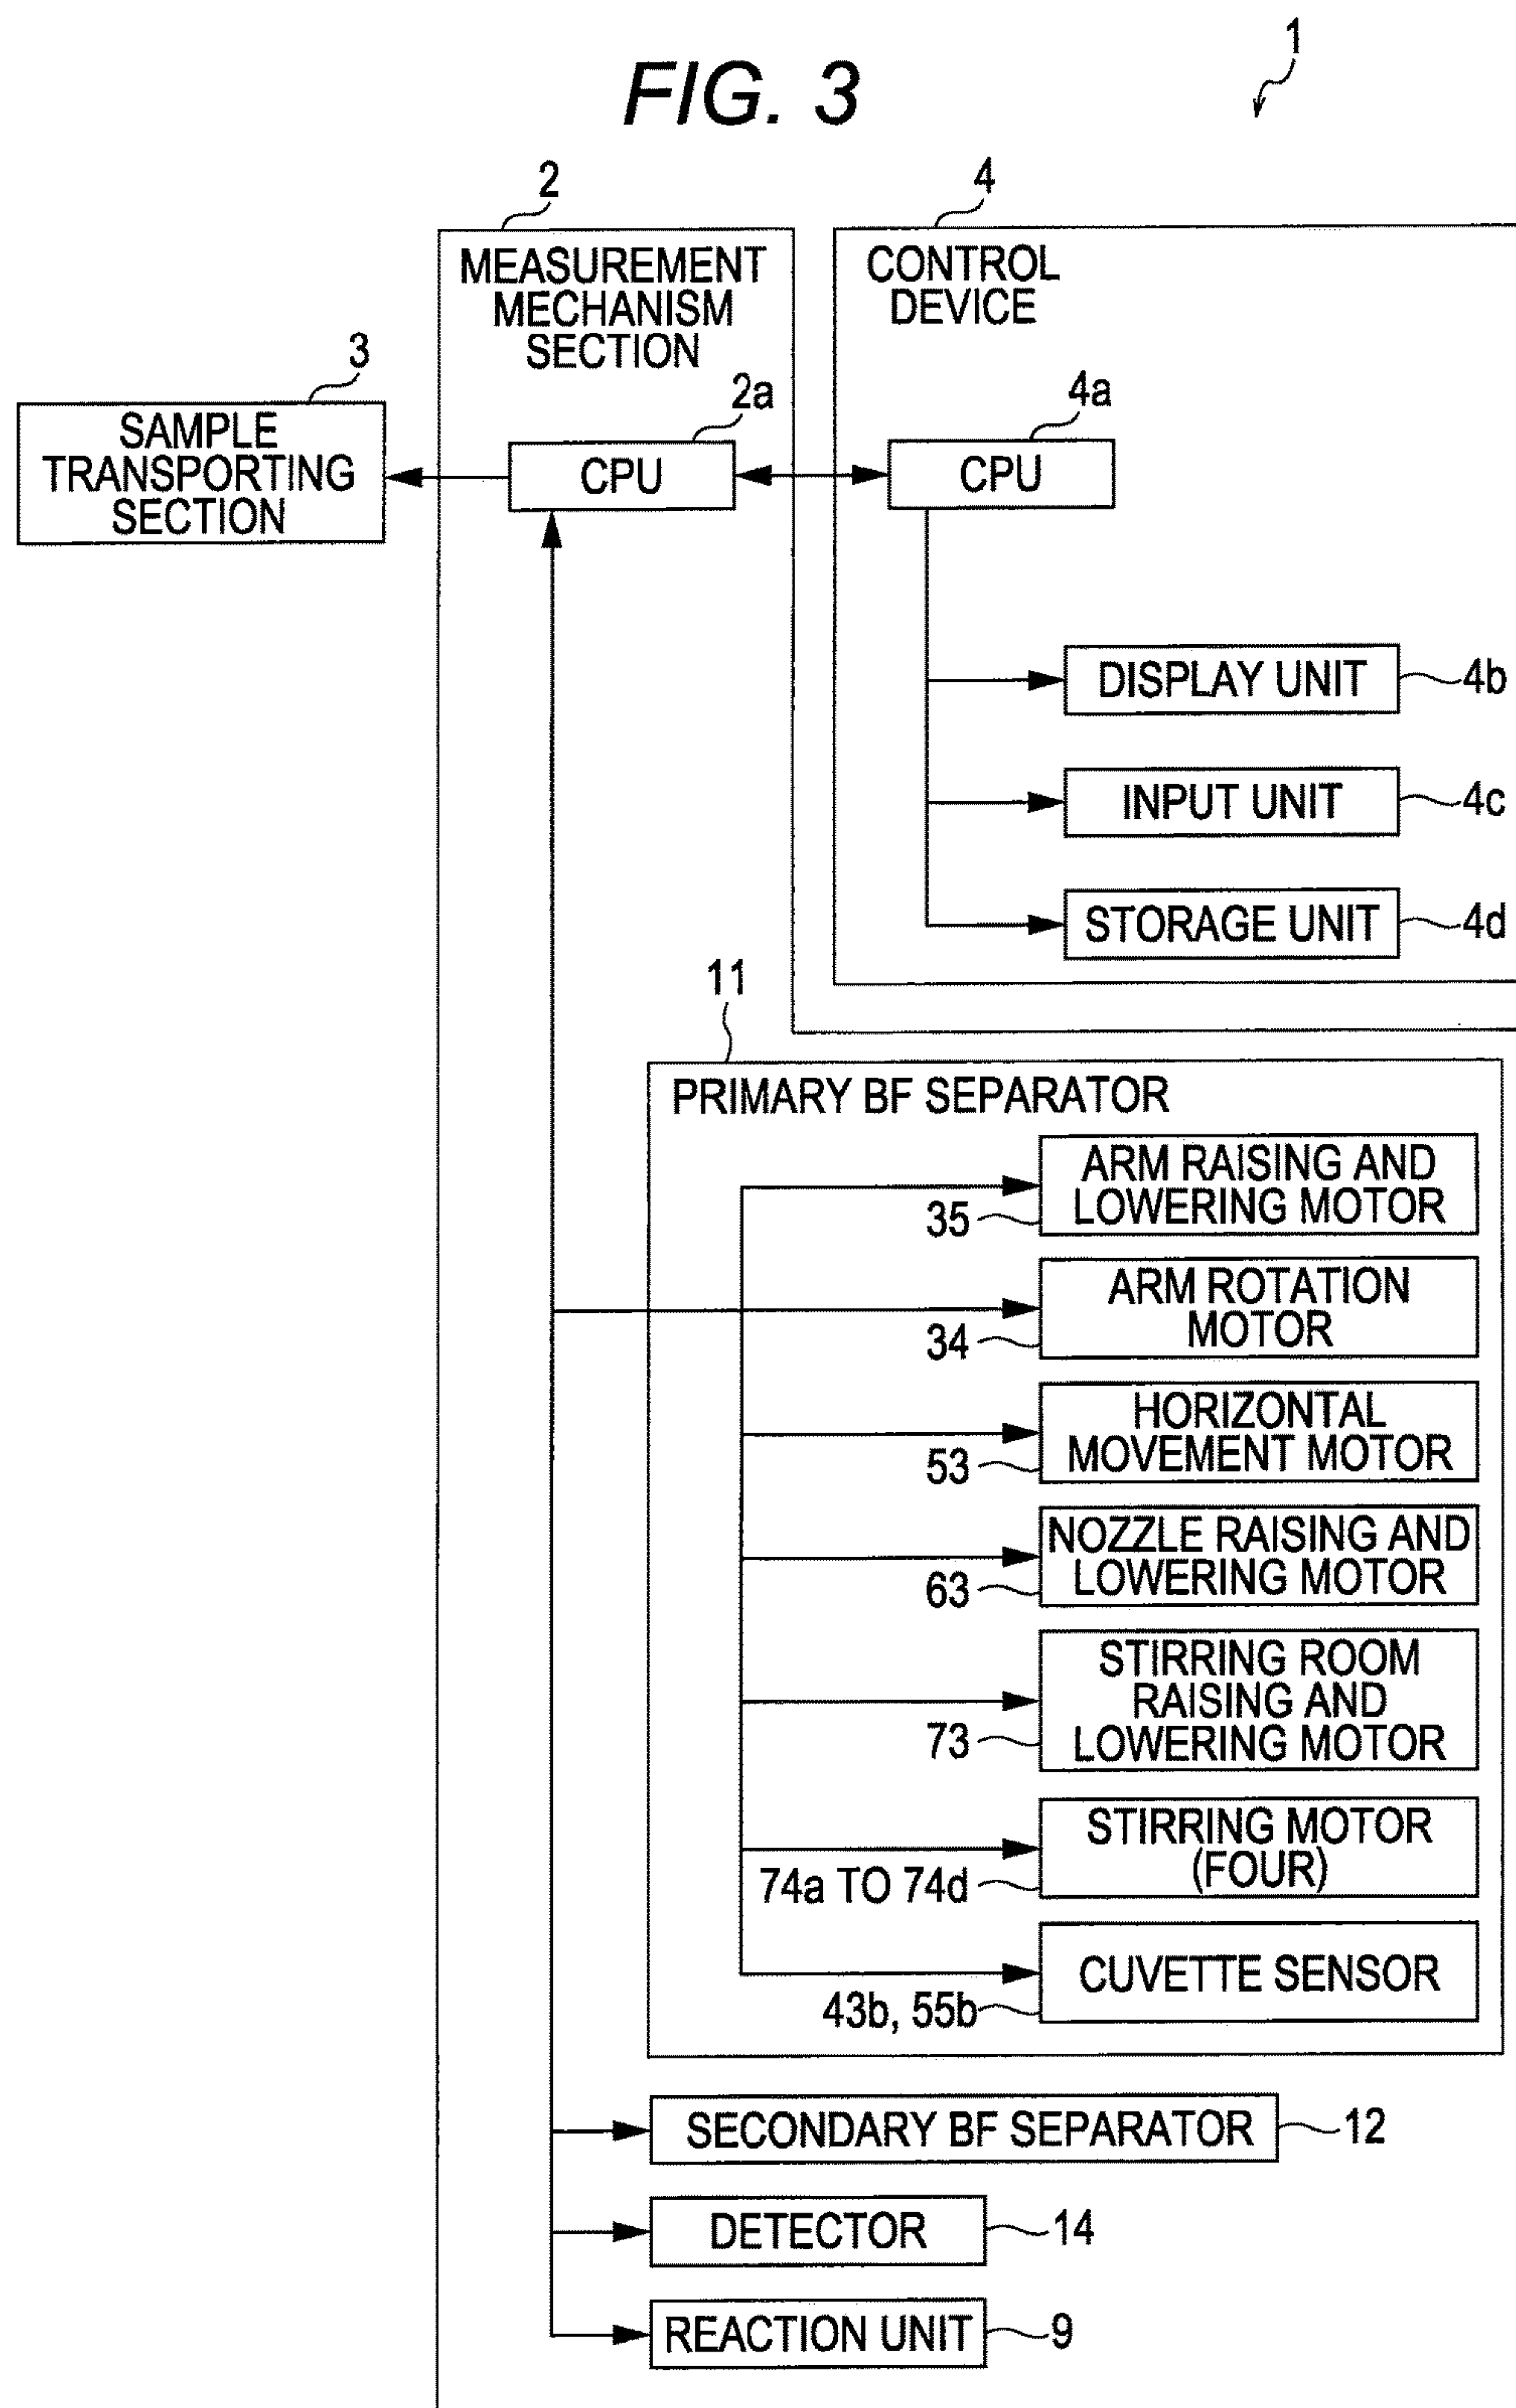 FIG. 3
1
2
MEASUREMENT
MECHANISM
SECTION
4
CONTROL
DEVICE
3
SAMPLE
TRANSPORTING
SECTION
2a
CPU
4a
CPU
DISPLAY UNIT
4b
INPUT UNIT
4c
STORAGE UNIT
4d
11
PRIMARY BF SEPARATOR
ARM RAISING AND
LOWERING MOTOR
35
ARM ROTATION
MOTOR
34
HORIZONTAL
MOVEMENT MOTOR
53
NOZZLE RAISING AND
LOWERING MOTOR
63
STIRRING ROOM
RAISING AND
LOWERING MOTOR
73
STIRRING MOTOR
(FOUR)
74a TO 74d
CUVETTE SENSOR
43b, 55b
SECONDARY BF SEPARATOR
12
DETECTOR
14
REACTION UNIT
9